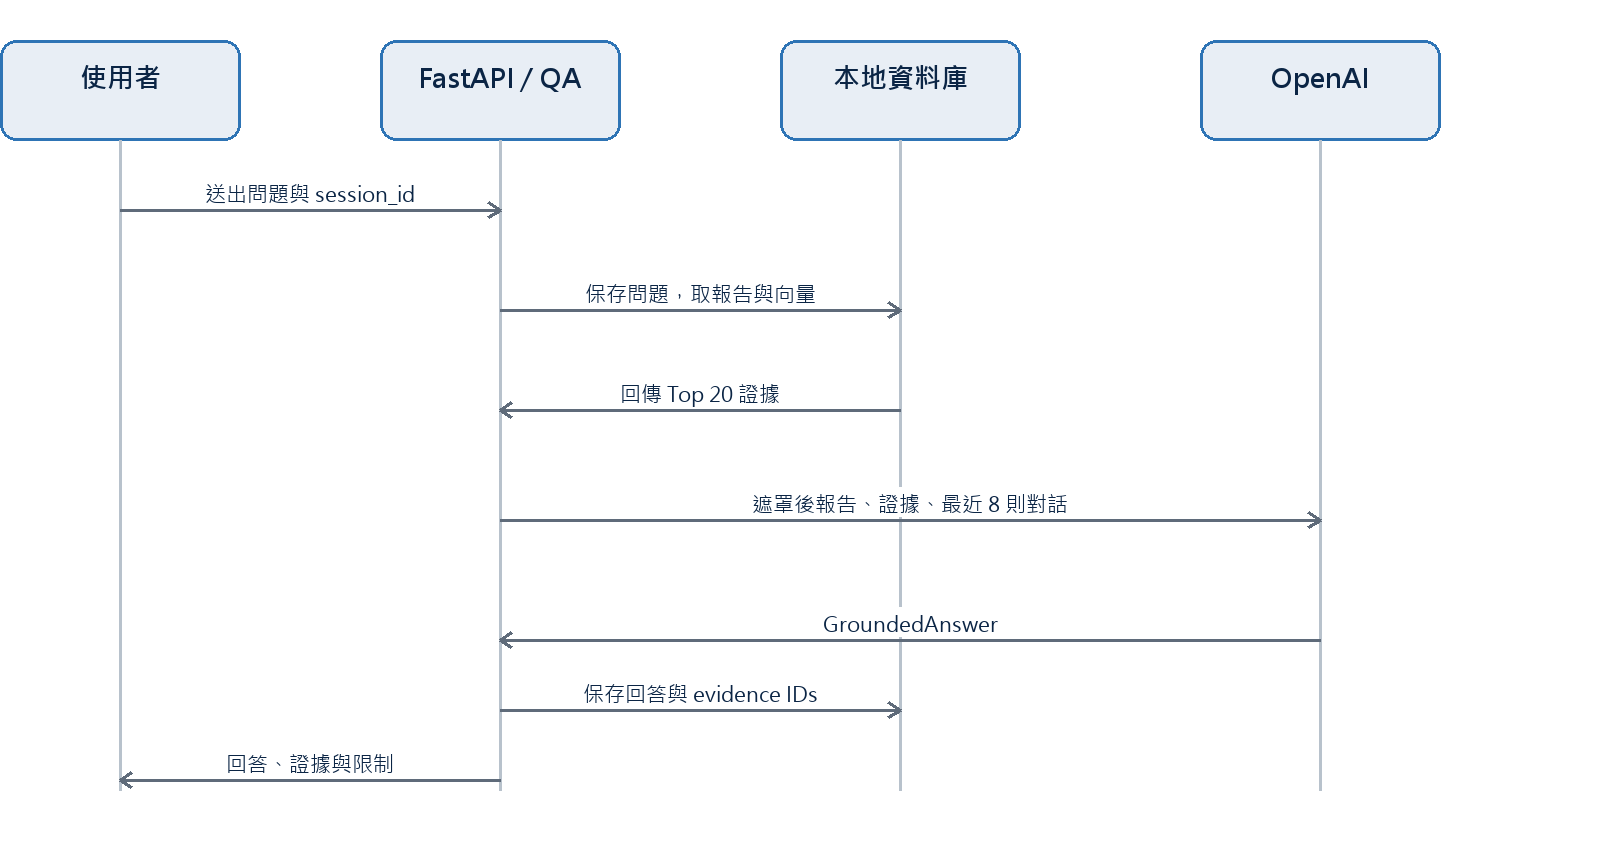 使用者
FastAPI / QA
本地資料庫
OpenAI
送出問題與 session_id
保存問題，取報告與向量
回傳 Top 20 證據
遮罩後報告、證據、最近 8 則對話
GroundedAnswer
保存回答與 evidence IDs
回答、證據與限制